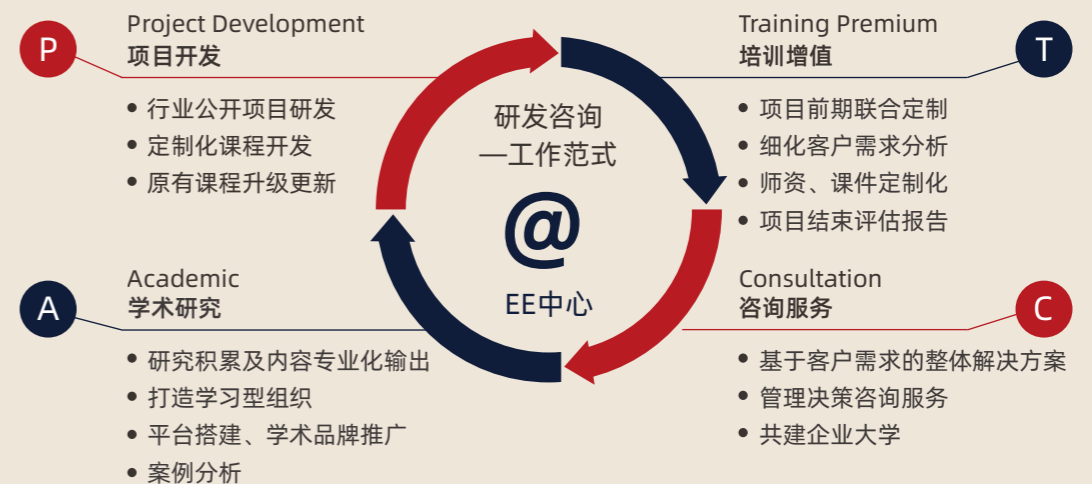 P
Project Development
项目开发
• 行业公开项目研发
• 定制化课程开发
• 原有课程升级更新
T
Training Premium
培训增值
• 项目前期联合定制
• 细化客户需求分析
• 师资、课件定制化
• 项目结束评估报告
研发咨询
—工作范式
@
EE中心
A
Academic
学术研究
• 研究积累及内容专业化输出
• 打造学习型组织
• 平台搭建、学术品牌推广
• 案例分析
C
Consultation
咨询服务
• 基于客户需求的整体解决方案
• 管理决策咨询服务
• 共建企业大学